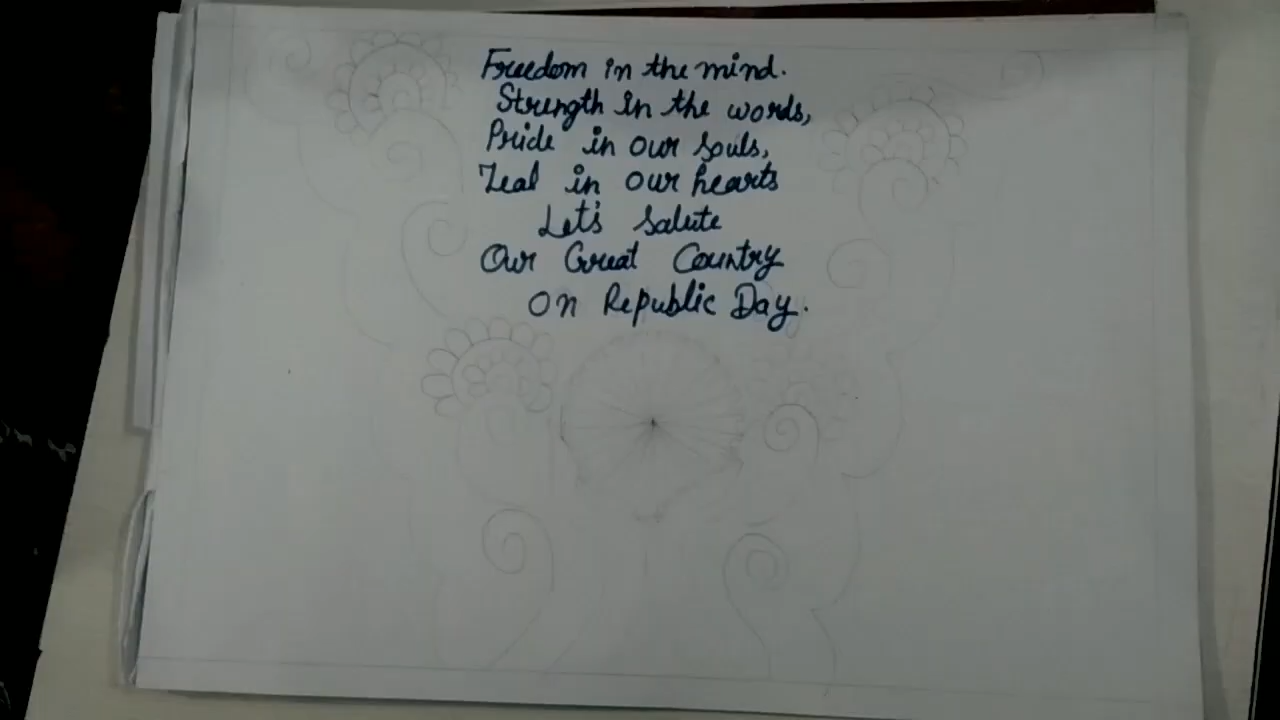 Freedom in the mind.
Strength in the words,
Pride in our souls,
Zeal in our hearts
Let's salute
Our Great Country
On Republic Day.